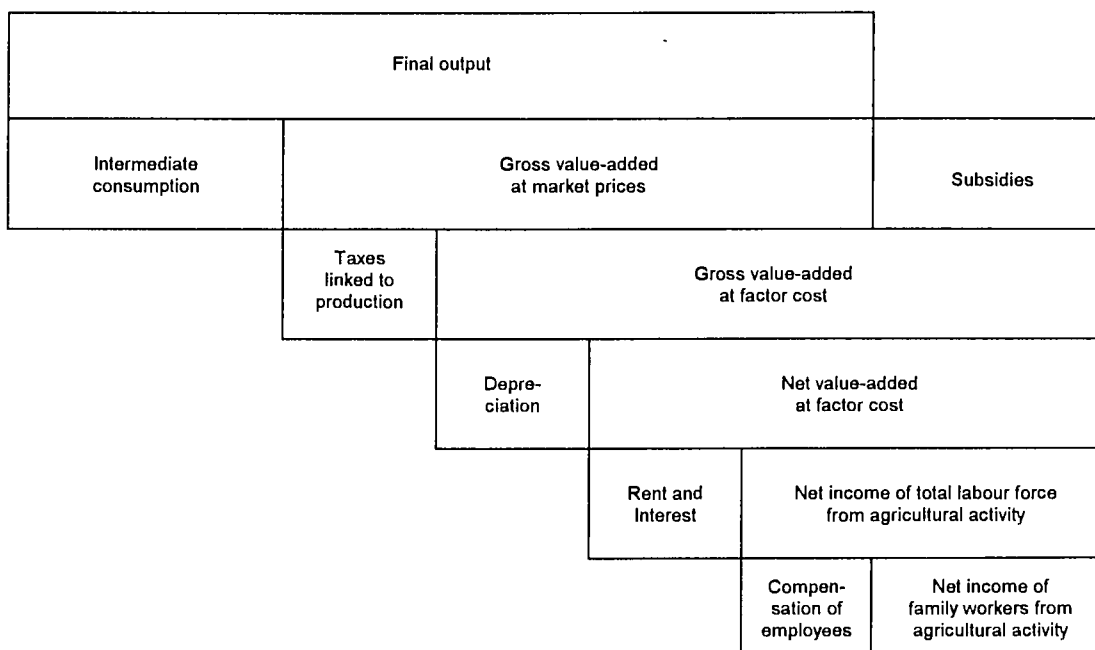 Final output
Intermediate
consumption
Gross value-added
at market prices
Subsidies
Taxes
linked to
production
Gross value-added
at factor cost
Depre-
ciation
Net value-added
at factor cost
Rent and
Interest
Net income of total labour force
from agricultural activity
Compen-
sation of
employees
Net income of
family workers from
agricultural activity